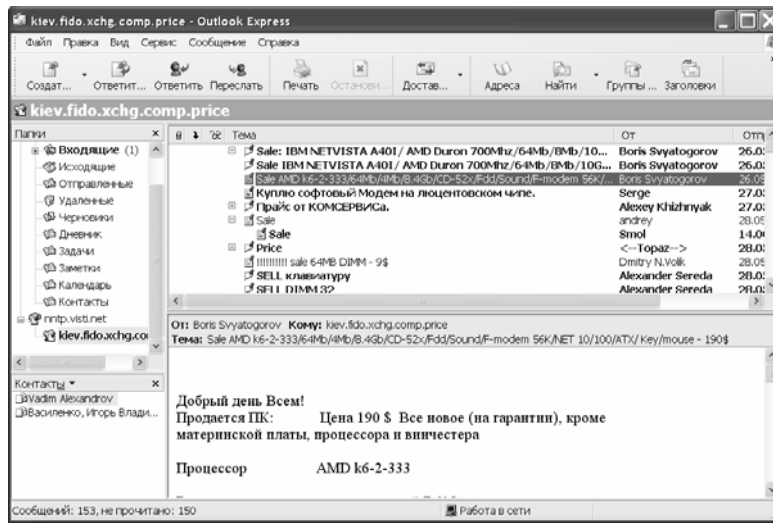 kiev.fido.xchg.comp.price - Outlook Express
Файл Правка Вид Сервис Сообщение Справка
Создат... Ответит... Ответить Переслать Печать Останови... Достав... Адреса Найти Группы ... Заголовки
kiev.fido.xchg.comp.price
Папки
Входящие (1)
Исходящие
Отправленные
Удаленные
Черновики
Дневник
Задачи
Заметки
Календарь
Контакты
nntp.visti.net
kiev.fido.xchg.co
Контакты
Vadim Alexandrov
Василенко, Игорь Влади...
Тема От Отп
Sale: IBM NETVISTA A40I/ AMD Duron 700Mhz/64Mb/8Mb/10... Boris Svyatogorov 26.0
Sale IBM NETVISTA A40I/ AMD Duron 700Mhz/64Mb/8Mb/10G... Boris Svyatogorov 26.0
Sale AMD k6-2-333/64Mb/4Mb/8.4Gb/CD-52x/Fdd/Sound/F-modem 56K/... Boris Svyatogorov 26.05
Куплю софтовый Модем на люцентовском чипе. Serge 27.0
Прайс от КОМСЕРВИСа. Alexey Khizhnyak 27.0
Sale andrey 28.05
Sale Smol 14.0
Price <--Topaz--> 28.0
!!!!!!!!!! sale 64MB DIMM - 9$ Dmitry N.Volk 28.05
SELL клавиатуру Alexander Sereda 28.0
SELL DIMM 32 Alexander Sereda 28.0
От: Boris Svyatogorov Кому: kiev.fido.xchg.comp.price
Тема: Sale AMD k6-2-333/64Mb/4Mb/8.4Gb/CD-52x/Fdd/Sound/F-modem 56K/NET 10/100/ATX/ Key/mouse - 190$
Добрый день Всем!
Продается ПК: Цена 190 $ Все новое (на гарантии), кроме
материнской платы, процессора и винчестера
Процессор AMD k6-2-333
Сообщений: 153, не прочитано: 150
Работа в сети